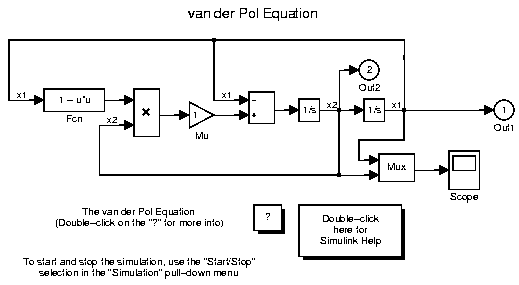 van der Pol Equation
2
Out2
x1
1 – u*u
Fcn
x2
×
1
Mu
x1
–
+
1/s
x2
1/s
x1
1
Out1
Mux
Scope
The van der Pol Equation
(Double–click on the "?" for more info)
?
Double–click
here for
Simulink Help
To start and stop the simulation, use the "Start/Stop"
selection in the "Simulation" pull–down menu